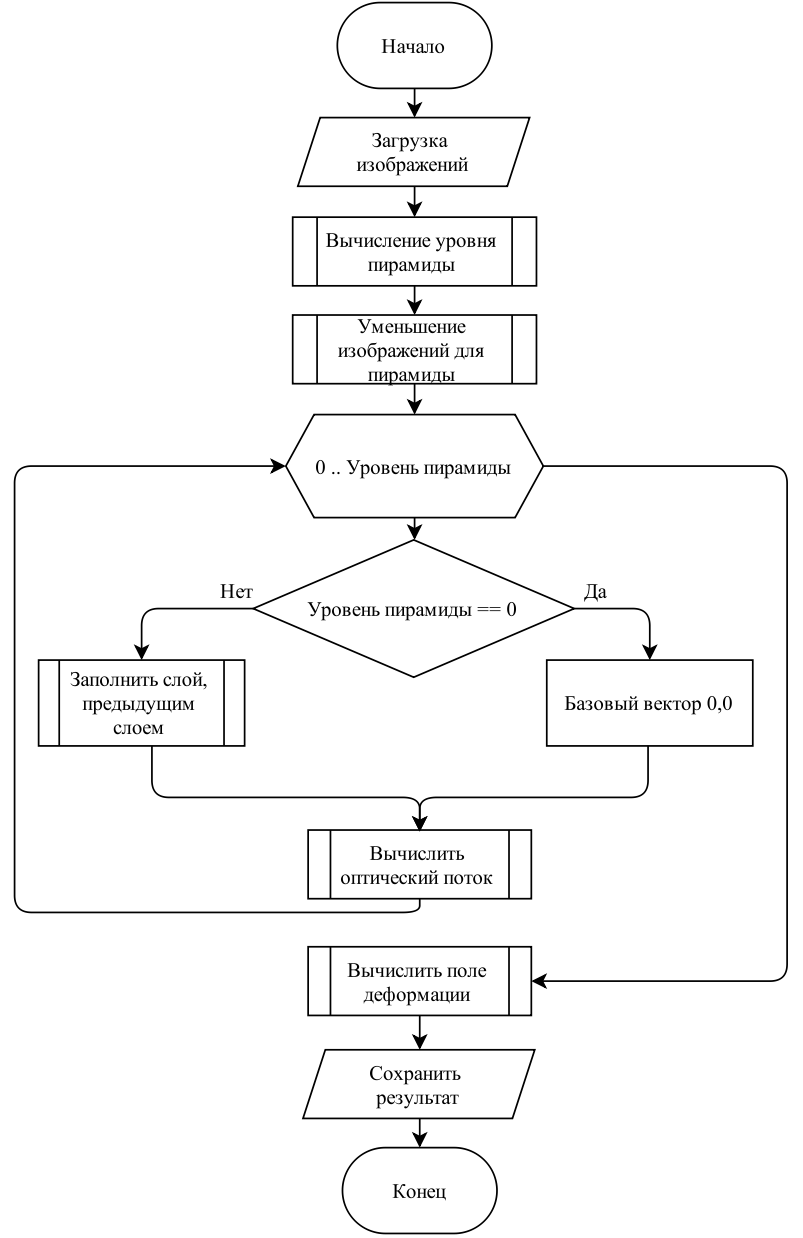 Начало
Загрузка
изображений
Вычисление уровня
пирамиды
Уменьшение
изображений для
пирамиды
0 .. Уровень пирамиды
Уровень пирамиды == 0
Нет
Да
Заполнить слой,
предыдущим
слоем
Базовый вектор 0,0
Вычислить
оптический поток
Вычислить поле
деформации
Сохранить
результат
Конец